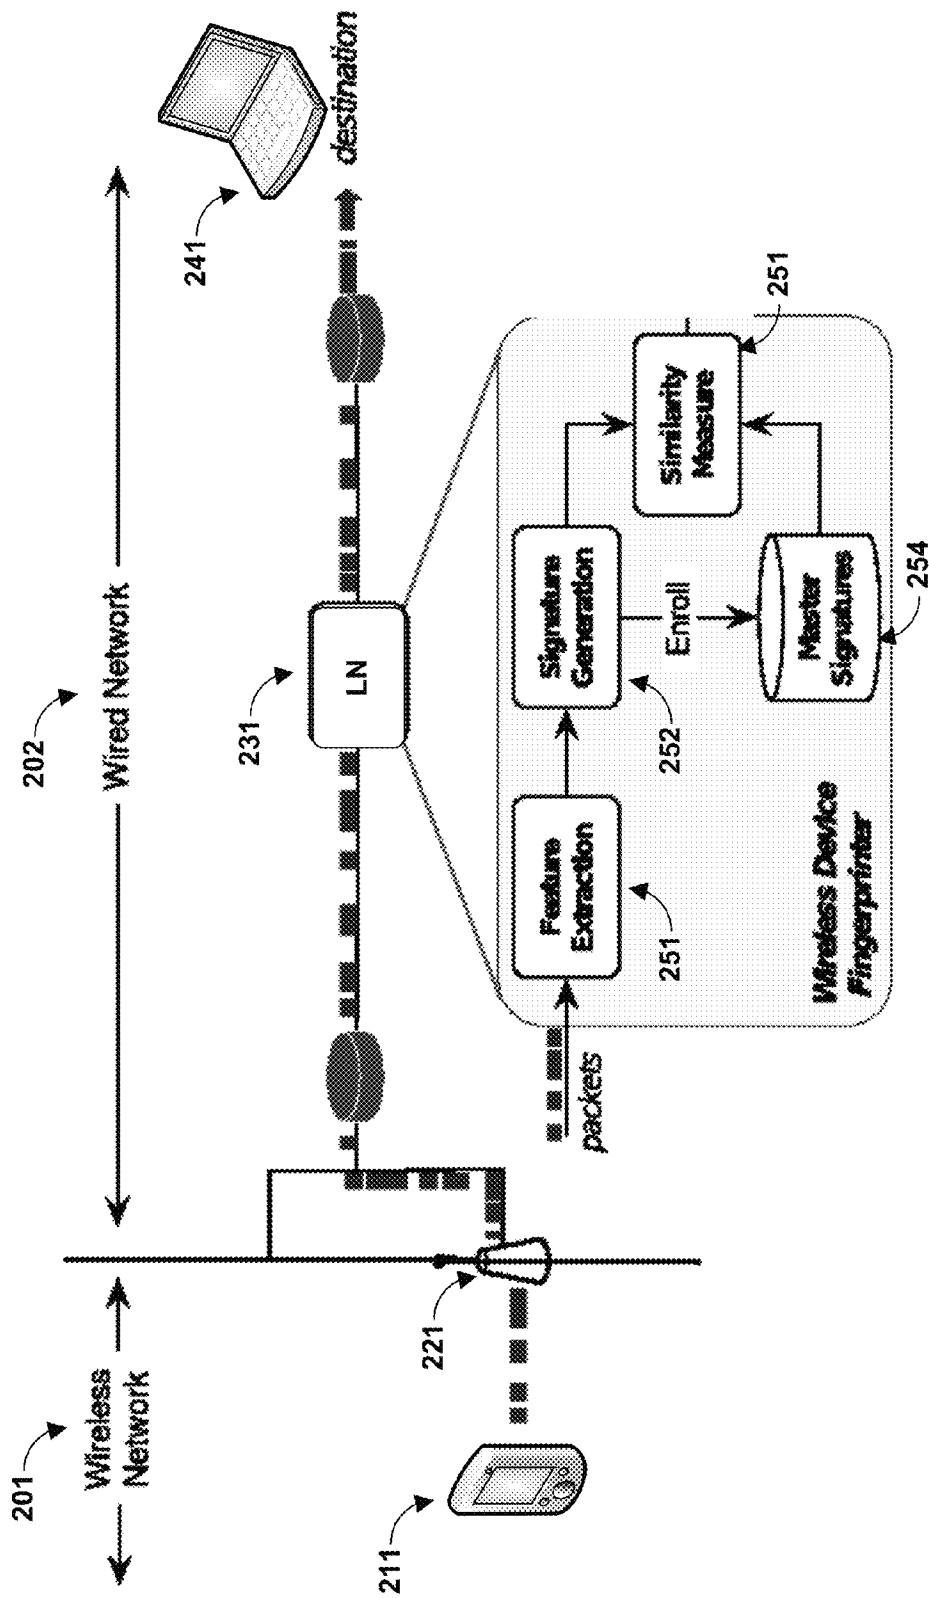 201
Wireless
Network
202
Wired Network
211
221
231
LN
241
destination
packets
Feature
Extraction
251
Signature
Generation
252
Enroll
Similarity
Measure
251
Master
Signatures
254
Wireless Device
Fingerprinter